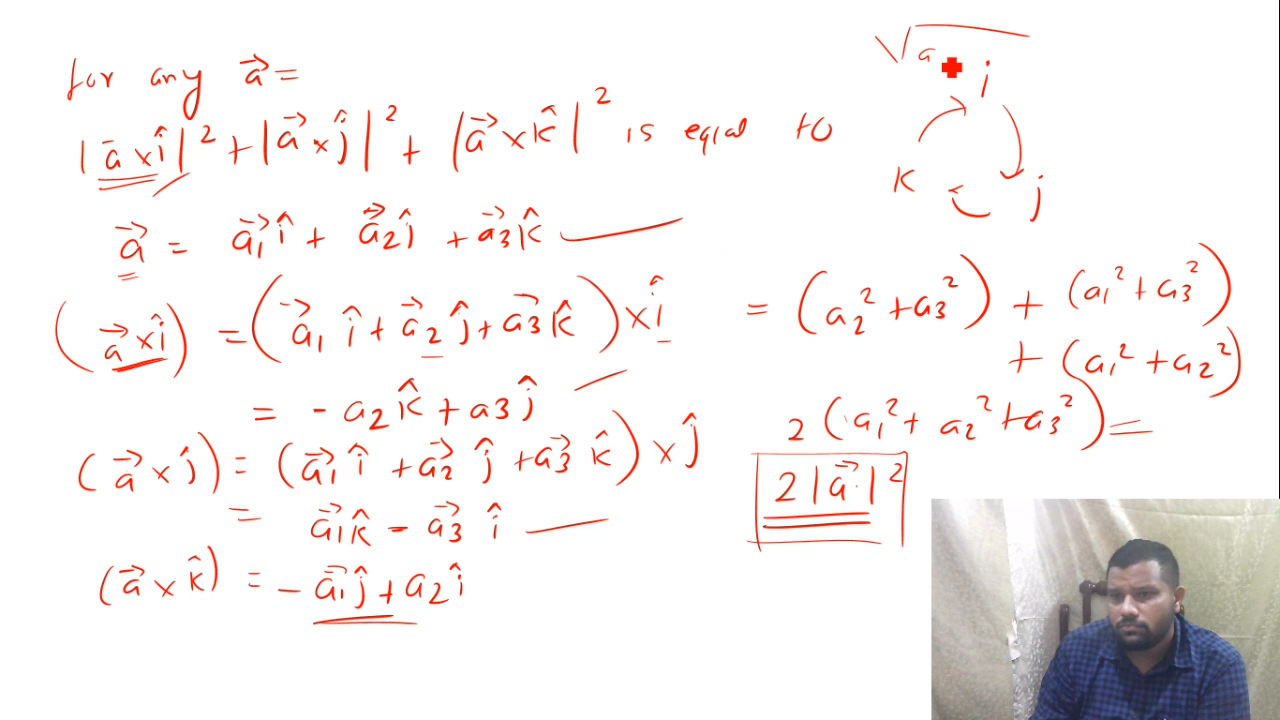 for any a⃗ =
|a⃗ × î|² + |a⃗ × ĵ|² + |a⃗ × k̂|² is equal to
a⃗ = a⃗₁ î + a⃗₂ ĵ + a⃗₃ k̂
(a⃗ × î) = (a⃗₁ î + a⃗₂ ĵ + a⃗₃ k̂) × î
= - a₂ k̂ + a₃ ĵ
(a⃗ × ĵ) = (a⃗₁ î + a⃗₂ ĵ + a⃗₃ k̂) × ĵ
= a⃗₁ k̂ - a⃗₃ î
(a⃗ × k̂) = - a⃗₁ ĵ + a₂ î
√a
i
k j
= (a₂² + a₃²) + (a₁² + a₃²)
+ (a₁² + a₂²)
2 (a₁² + a₂² + a₃²) =
2 |a⃗|²